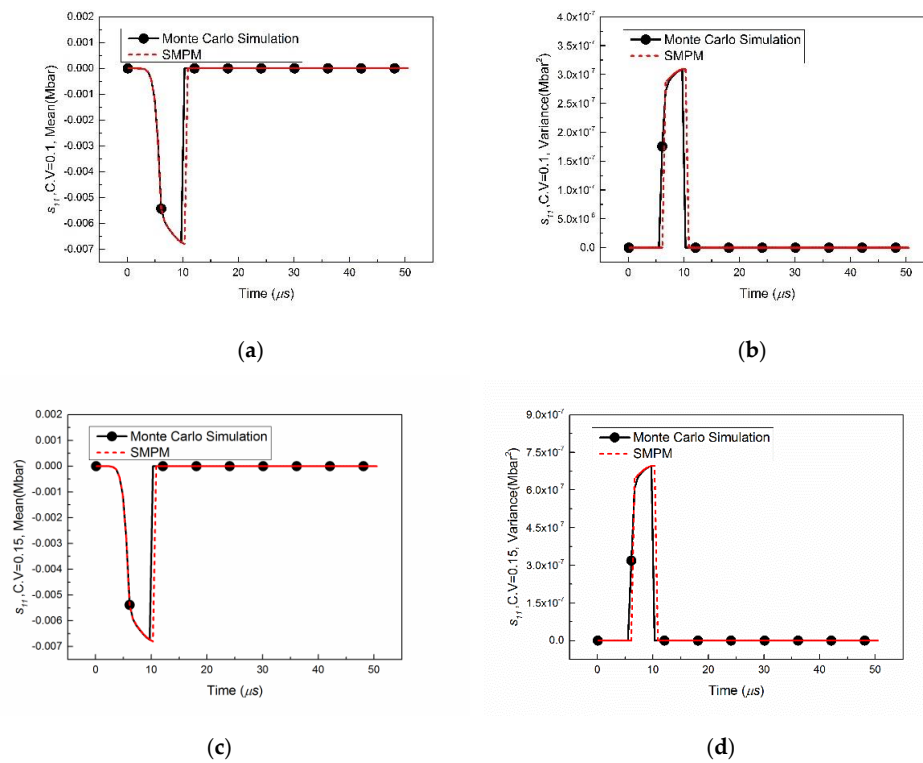 0.002
0.001
0.000
-0.001
-0.002
-0.003
-0.004
-0.005
-0.006
-0.007
s₁₁,C.V=0.1, Mean(Mbar)
Monte Carlo Simulation
SMPM
0 10 20 30 40 50
Time (μs)
(a)
4.0x10⁻⁷
3.5x10⁻⁷
3.0x10⁻⁷
2.5x10⁻⁷
2.0x10⁻⁷
1.5x10⁻⁷
1.0x10⁻⁷
5.0x10⁻⁸
0.0
s₁₁,C.V=0.1, Variance(Mbar²)
Monte Carlo Simulation
SMPM
0 10 20 30 40 50
Time (μs)
(b)
0.002
0.001
0.000
-0.001
-0.002
-0.003
-0.004
-0.005
-0.006
-0.007
s₁₁,C.V=0.15, Mean(Mbar)
Monte Carlo Simulation
SMPM
0 10 20 30 40 50
Time (μs)
(c)
9.0x10⁻⁷
7.5x10⁻⁷
6.0x10⁻⁷
4.5x10⁻⁷
3.0x10⁻⁷
1.5x10⁻⁷
0.0
s₁₁,C.V=0.15, Variance(Mbar²)
Monte Carlo Simulation
SMPM
0 10 20 30 40 50
Time (μs)
(d)